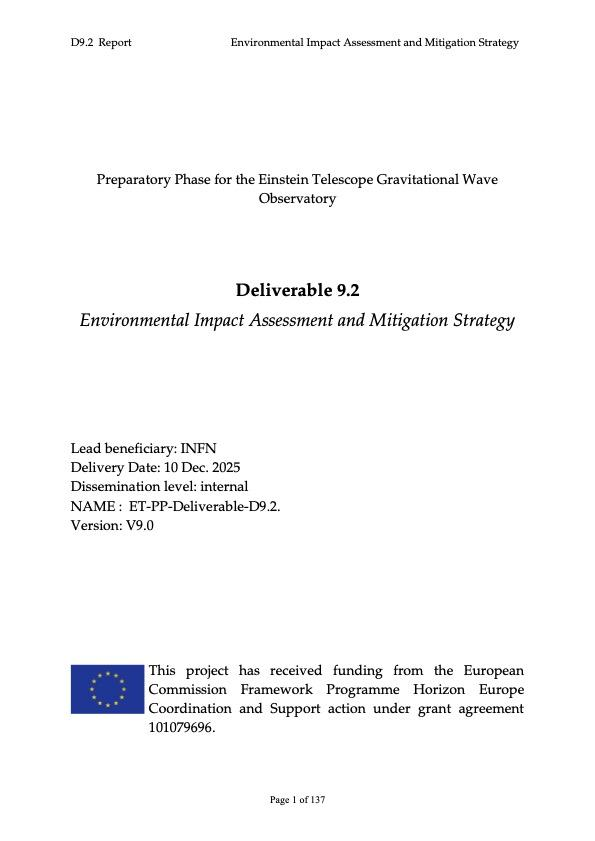 D9.2 Report Environmental Impact Assessment and Mitigation Strategy
Preparatory Phase for the Einstein Telescope Gravitational Wave
Observatory
Deliverable 9.2
Environmental Impact Assessment and Mitigation Strategy
Lead beneficiary: INFN
Delivery Date: 10 Dec. 2025
Dissemination level: internal
NAME : ET-PP-Deliverable-D9.2.
Version: V9.0
This project has received funding from the European
Commission Framework Programme Horizon Europe
Coordination and Support action under grant agreement
101079696.
Page 1 of 137